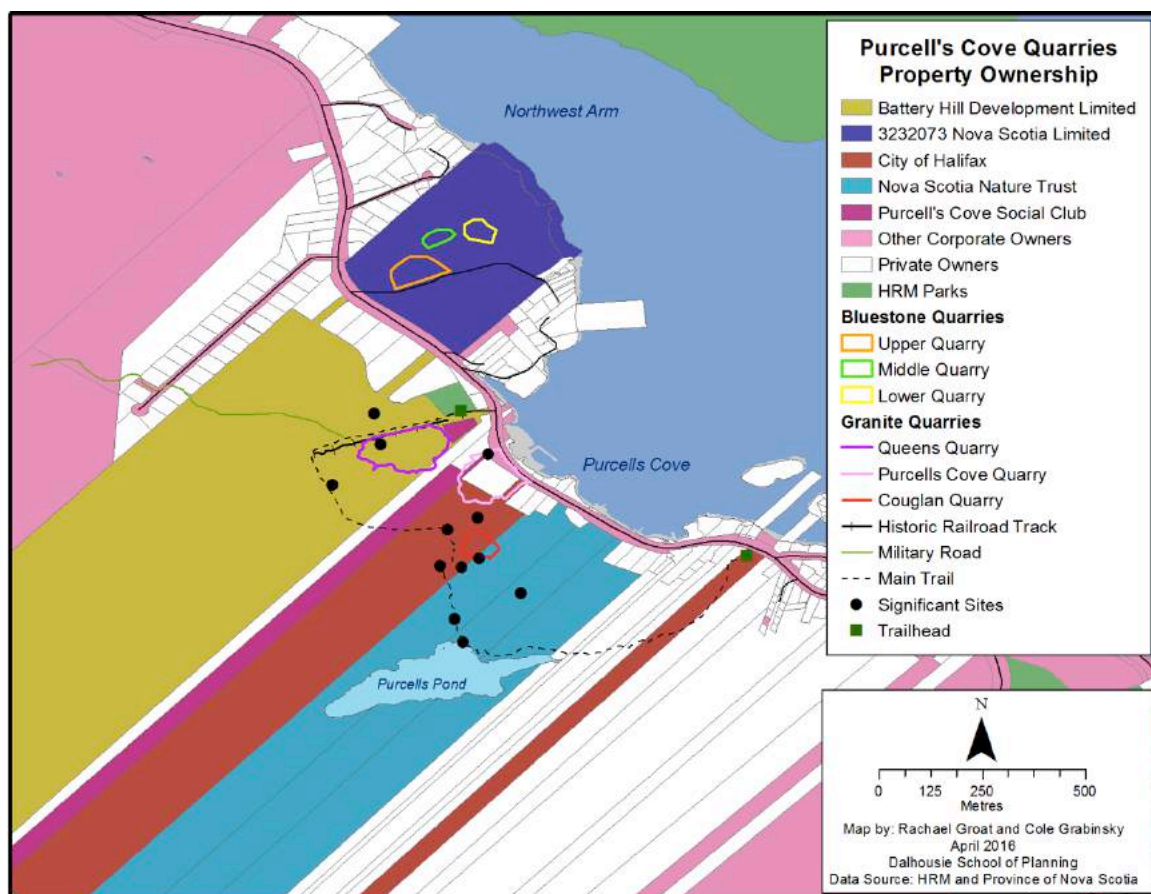 Purcell's Cove Quarries
Property Ownership
Battery Hill Development Limited
3232073 Nova Scotia Limited
City of Halifax
Nova Scotia Nature Trust
Purcell's Cove Social Club
Other Corporate Owners
Private Owners
HRM Parks
Bluestone Quarries
Upper Quarry
Middle Quarry
Lower Quarry
Granite Quarries
Queens Quarry
Purcells Cove Quarry
Couglan Quarry
Historic Railroad Track
Military Road
Main Trail
Significant Sites
Trailhead
Northwest Arm
Purcells Cove
Purcells Pond
N
0 125 250 500
Metres
Map by: Rachael Groat and Cole Grabinsky
April 2016
Dalhousie School of Planning
Data Source: HRM and Province of Nova Scotia